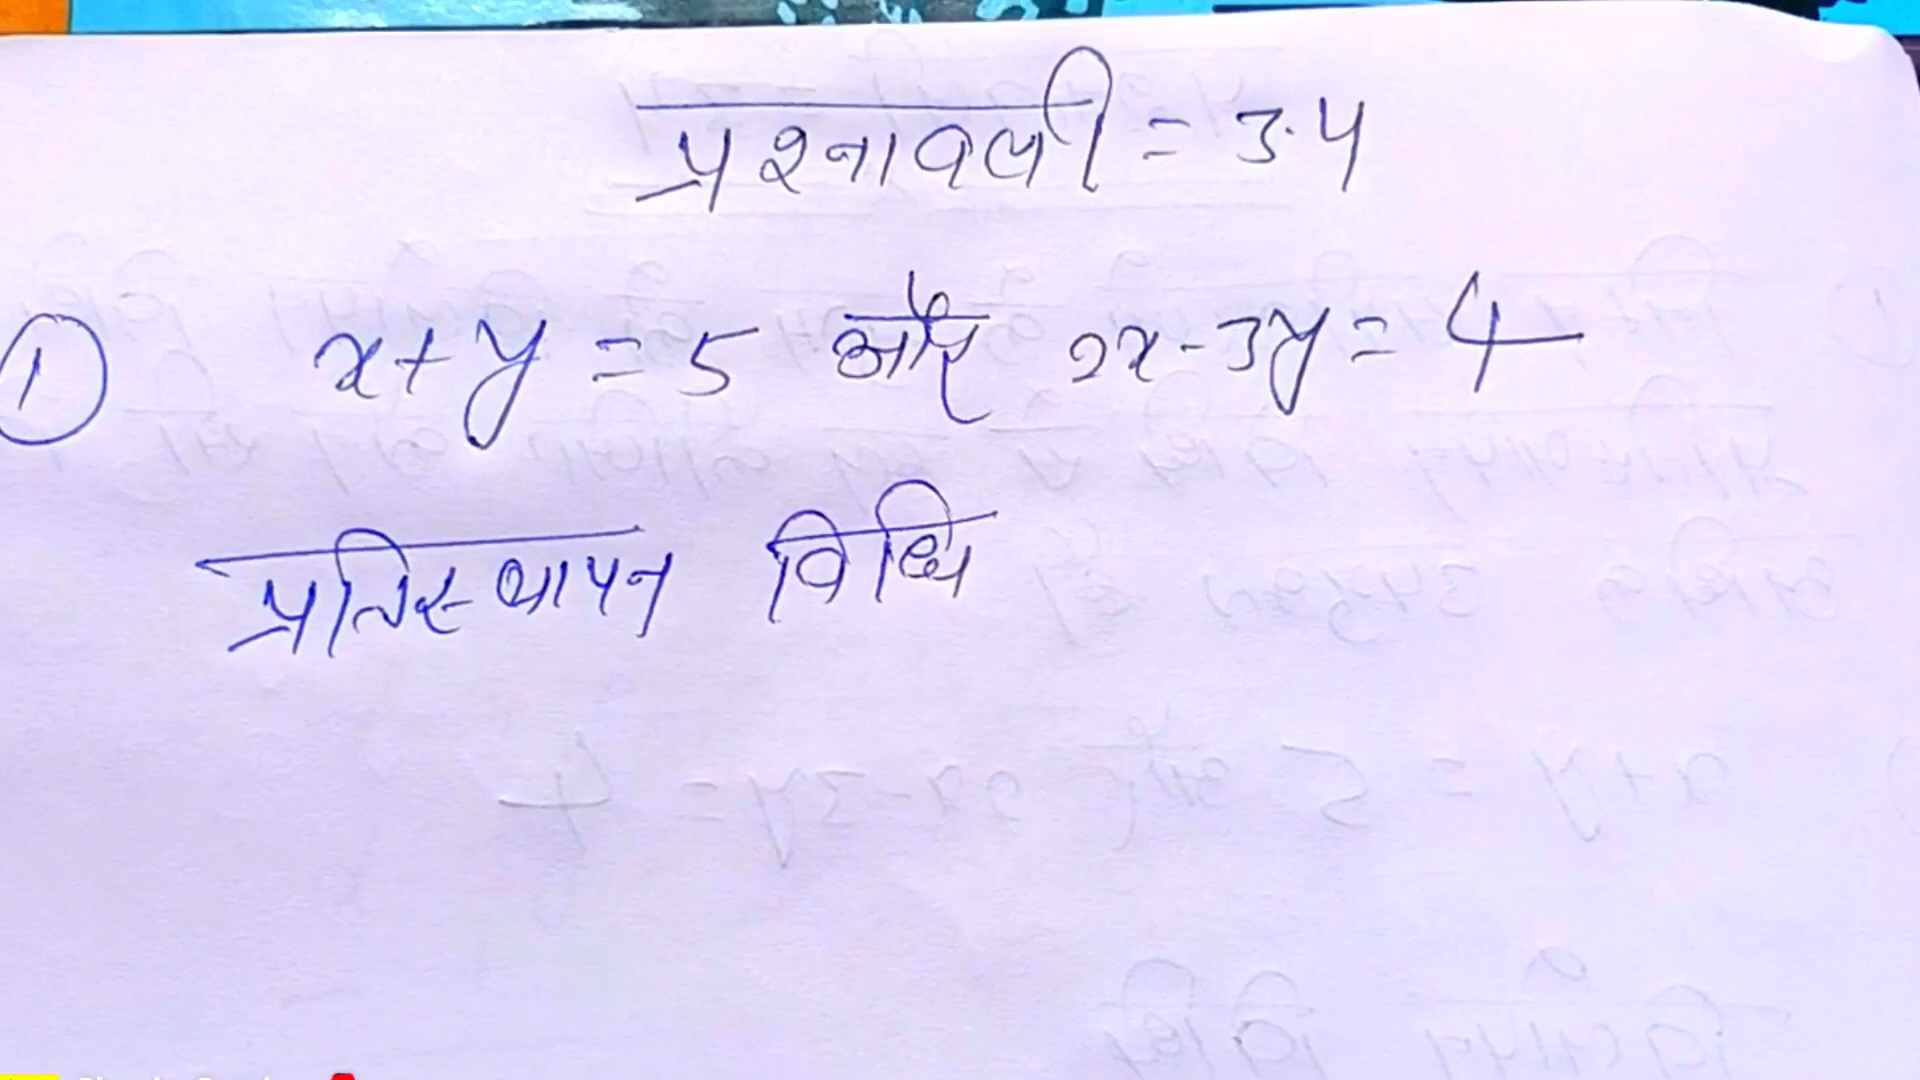 प्रश्नावली = 3.4
① x + y = 5 और 2x - 3y = 4
प्रतिस्थापन विधि